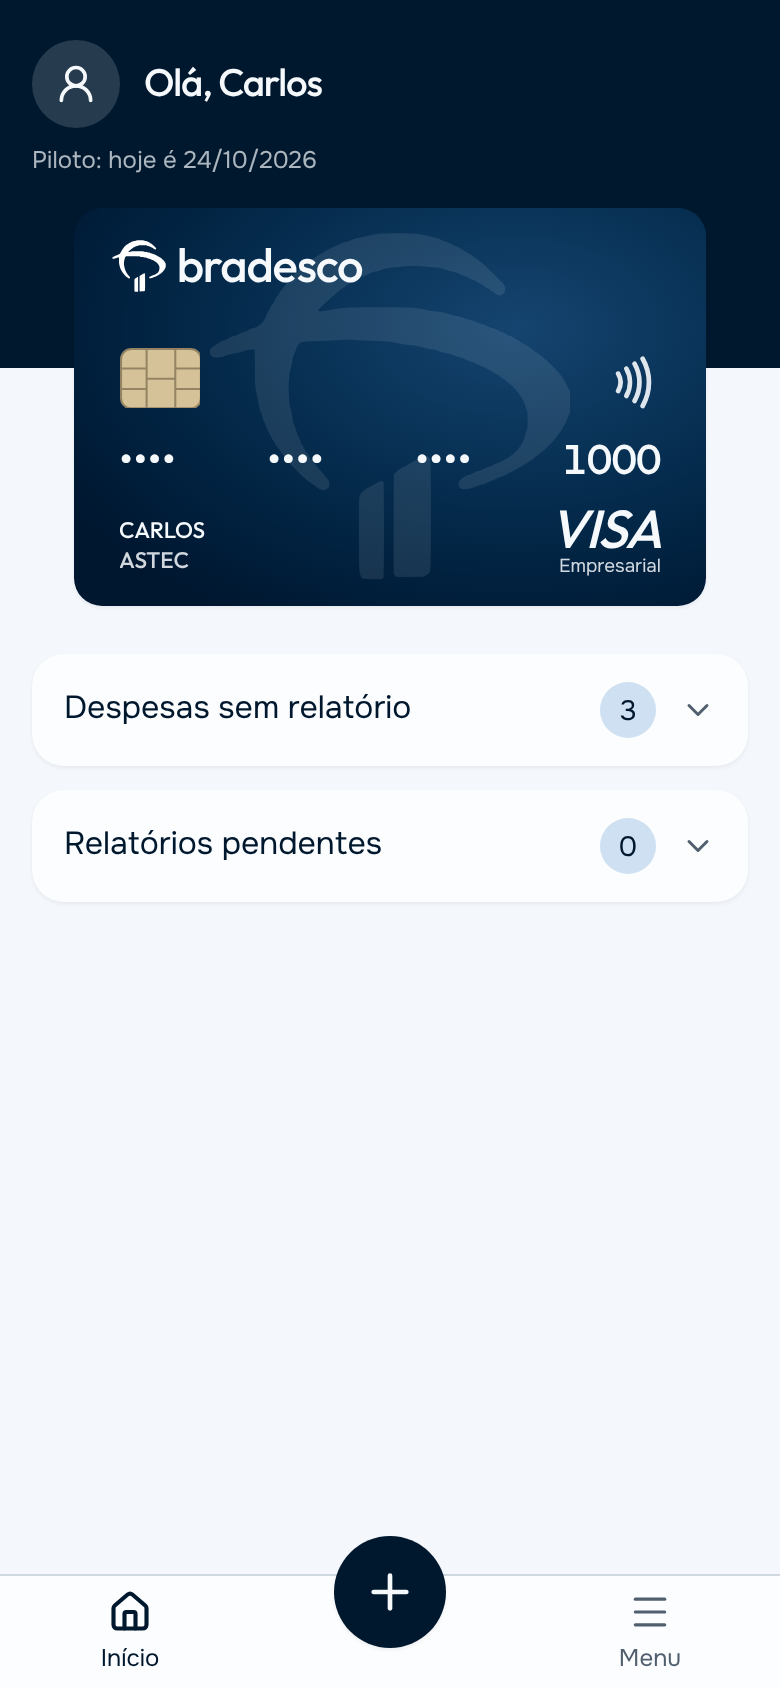 Olá, Carlos
Piloto: hoje é 24/10/2026
bradesco
•••• •••• •••• 1000
CARLOS
ASTEC
VISA
Empresarial
Despesas sem relatório 3
Relatórios pendentes 0
Início
Menu